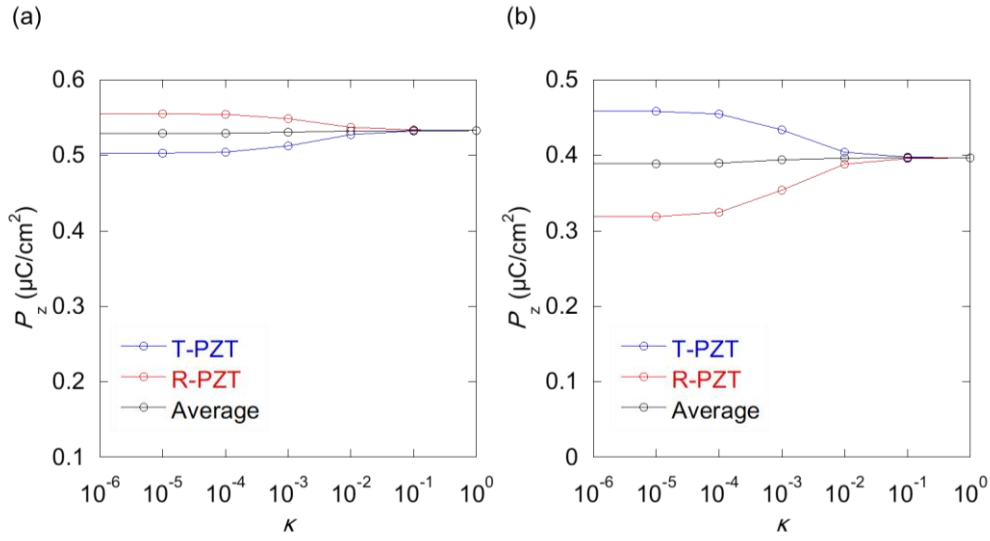 (a)
0.6
0.5
0.4
0.3
0.2
0.1
P_z (μC/cm²)
T-PZT
R-PZT
Average
10⁻⁶ 10⁻⁵ 10⁻⁴ 10⁻³ 10⁻² 10⁻¹ 10⁰
κ
(b)
0.5
0.4
0.3
0.2
0.1
0
P_z (μC/cm²)
T-PZT
R-PZT
Average
10⁻⁶ 10⁻⁵ 10⁻⁴ 10⁻³ 10⁻² 10⁻¹ 10⁰
κ